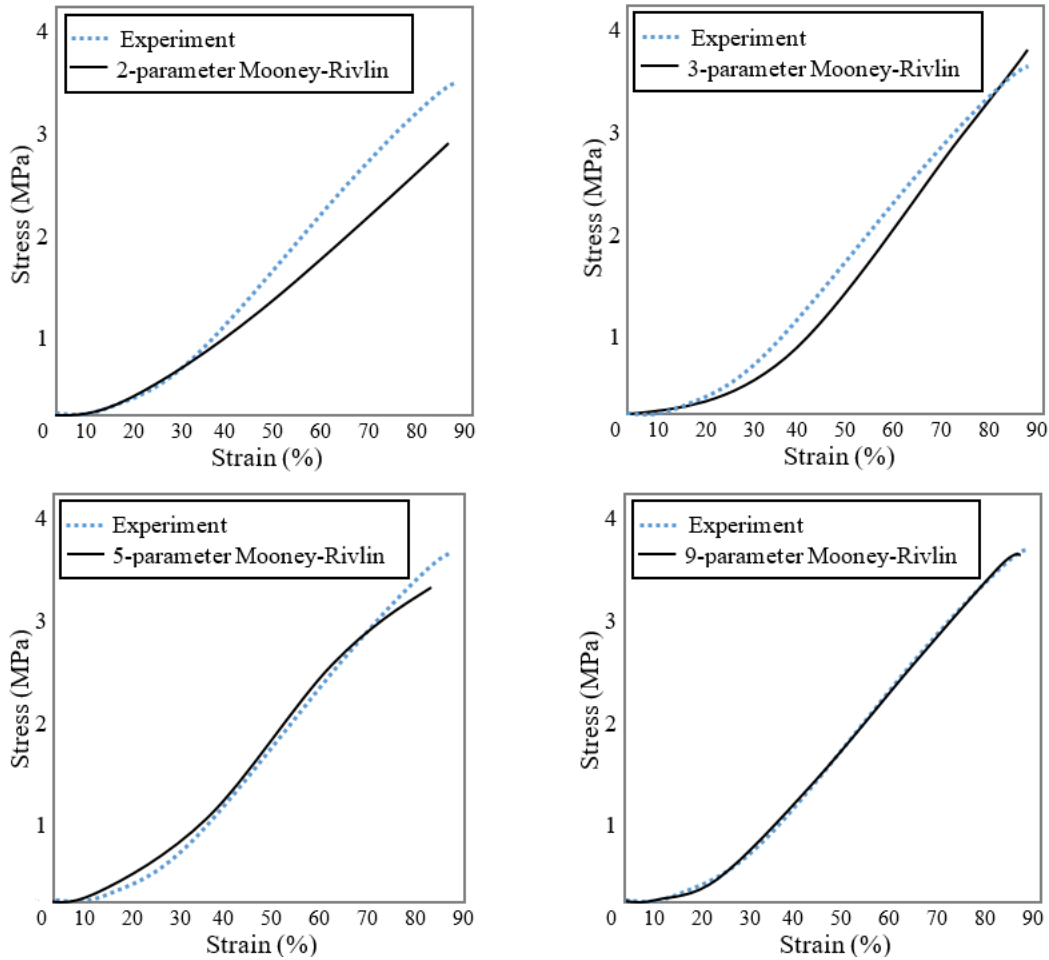 4
3
2
1
Stress (MPa)
Experiment
2-parameter Mooney-Rivlin
0 10 20 30 40 50 60 70 80 90
Strain (%)
4
3
2
1
Stress (MPa)
Experiment
3-parameter Mooney-Rivlin
0 10 20 30 40 50 60 70 80 90
Strain (%)
4
3
2
1
Stress (MPa)
Experiment
5-parameter Mooney-Rivlin
0 10 20 30 40 50 60 70 80 90
Strain (%)
4
3
2
1
Stress (MPa)
Experiment
9-parameter Mooney-Rivlin
0 10 20 30 40 50 60 70 80 90
Strain (%)